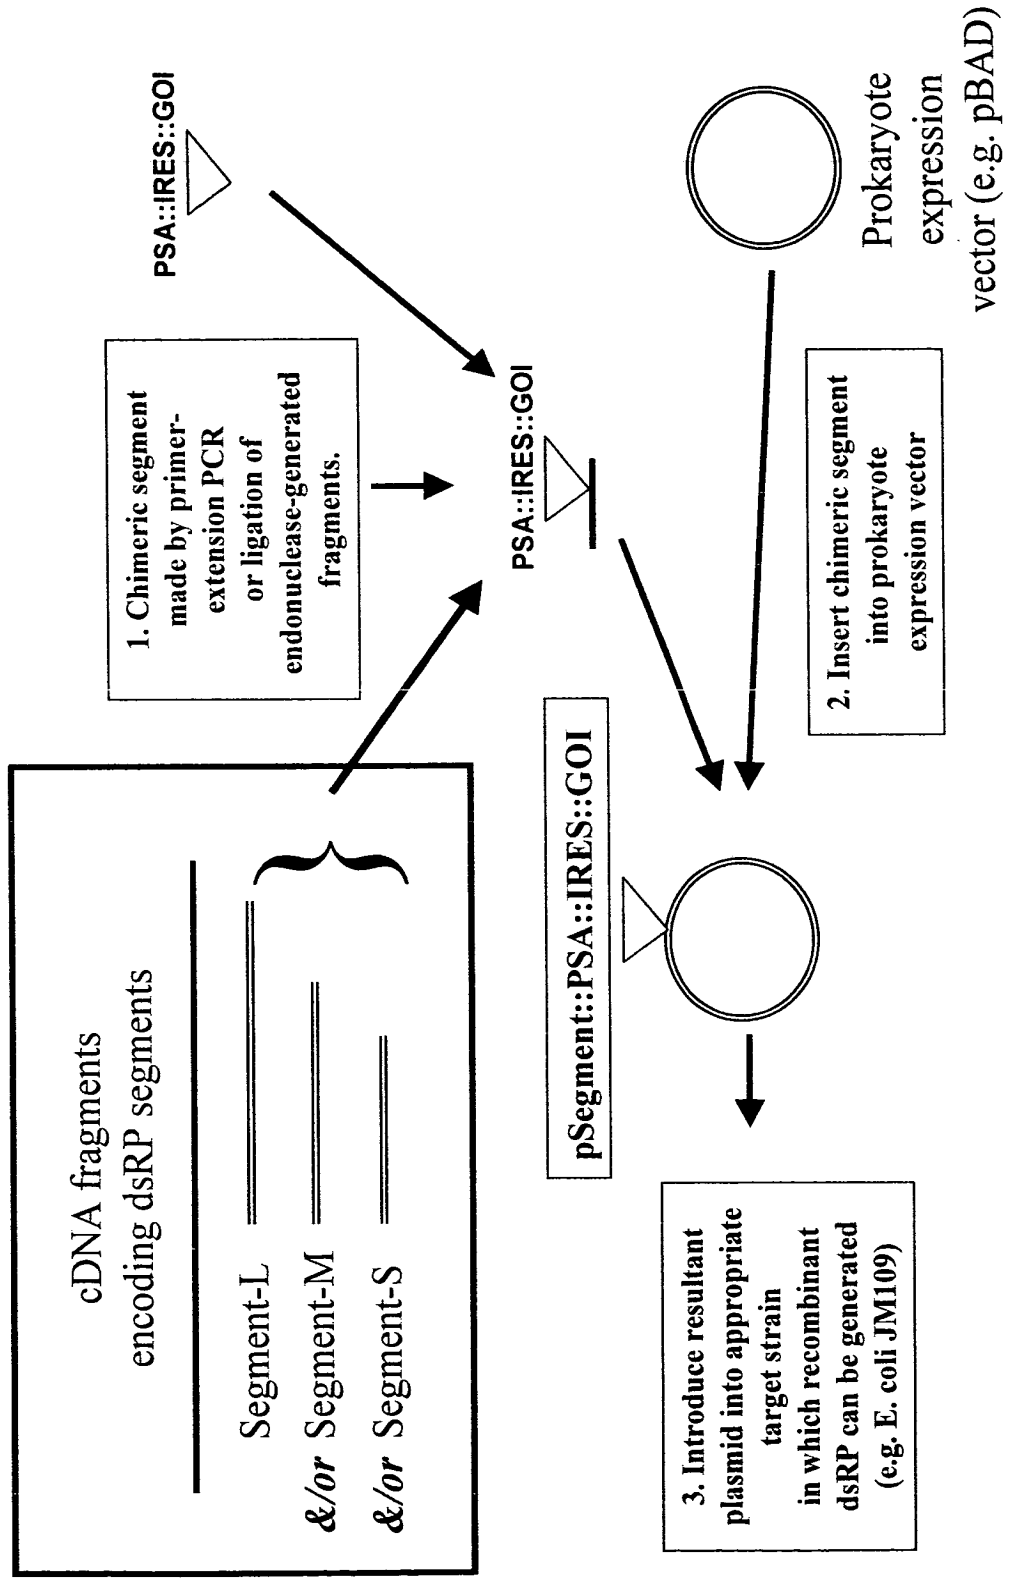 cDNA fragments
encoding dsRP segments
Segment-L
&/or Segment-M
&/or Segment-S
1. Chimeric segment
made by primer-
extension PCR
or ligation of
endonuclease-generated
fragments.
PSA::IRES::GOI
PSA::IRES::GOI
pSegment::PSA::IRES::GOI
2. Insert chimeric segment
into prokaryote
expression vector
Prokaryote
expression
vector (e.g. pBAD)
3. Introduce resultant
plasmid into appropriate
target strain
in which recombinant
dsRP can be generated
(e.g. E. coli JM109)